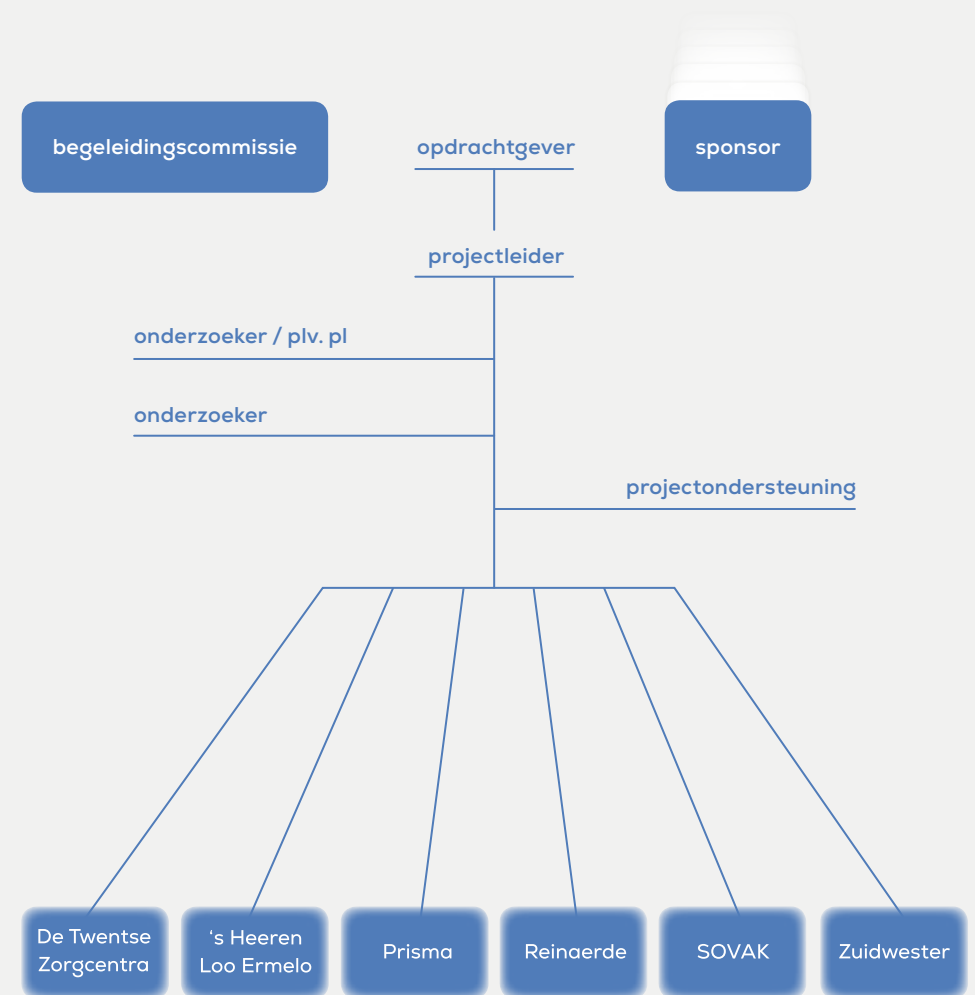 begeleidingscommissie
opdrachtgever
sponsor
projectleider
onderzoeker / plv. pl
onderzoeker
projectondersteuning
De Twentse
Zorgcentra
‘s Heeren
Loo Ermelo
Prisma
Reinaerde
SOVAK
Zuidwester